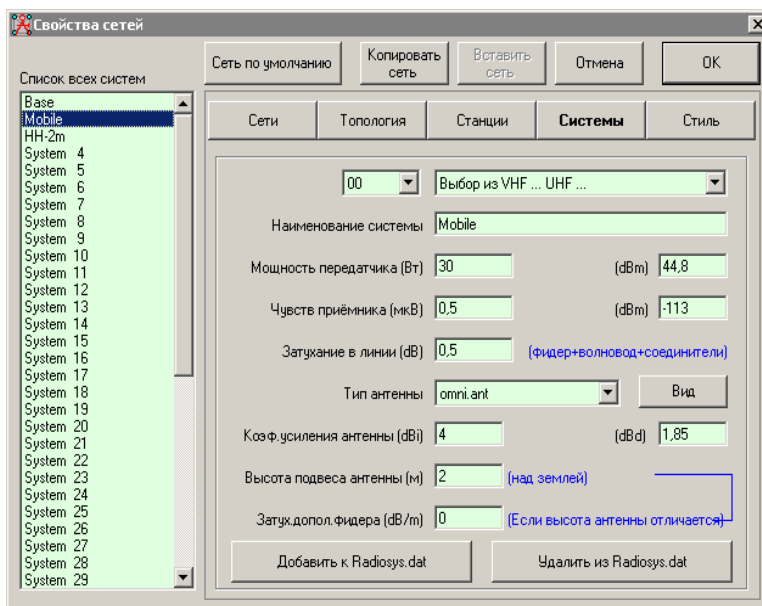 Свойства сетей
Сеть по умолчанию
Копировать сеть
Вставить сеть
Отмена
OK
Список всех систем
Base
Mobile
HH-2m
System 4
System 5
System 6
System 7
System 8
System 9
System 10
System 11
System 12
System 13
System 14
System 15
System 16
System 17
System 18
System 19
System 20
System 21
System 22
System 23
System 24
System 25
System 26
System 27
System 28
System 29
Сети
Топология
Станции
Системы
Стиль
00
Выбор из VHF ... UHF ...
Наименование системы Mobile
Мощность передатчика (Вт) 30 (dBm) 44,8
Чувств приёмника (мкВ) 0,5 (dBm) -113
Затухание в линии (dB) 0,5 (фидер+волновод+соединители)
Тип антенны omni.ant Вид
Коэф.усиления антенны (dBi) 4 (dBd) 1,85
Высота подвеса антенны (м) 2 (над землей)
Затух.допол.фидера (dB/m) 0 (Если высота антенны отличается)
Добавить к Radiosys.dat
Удалить из Radiosys.dat